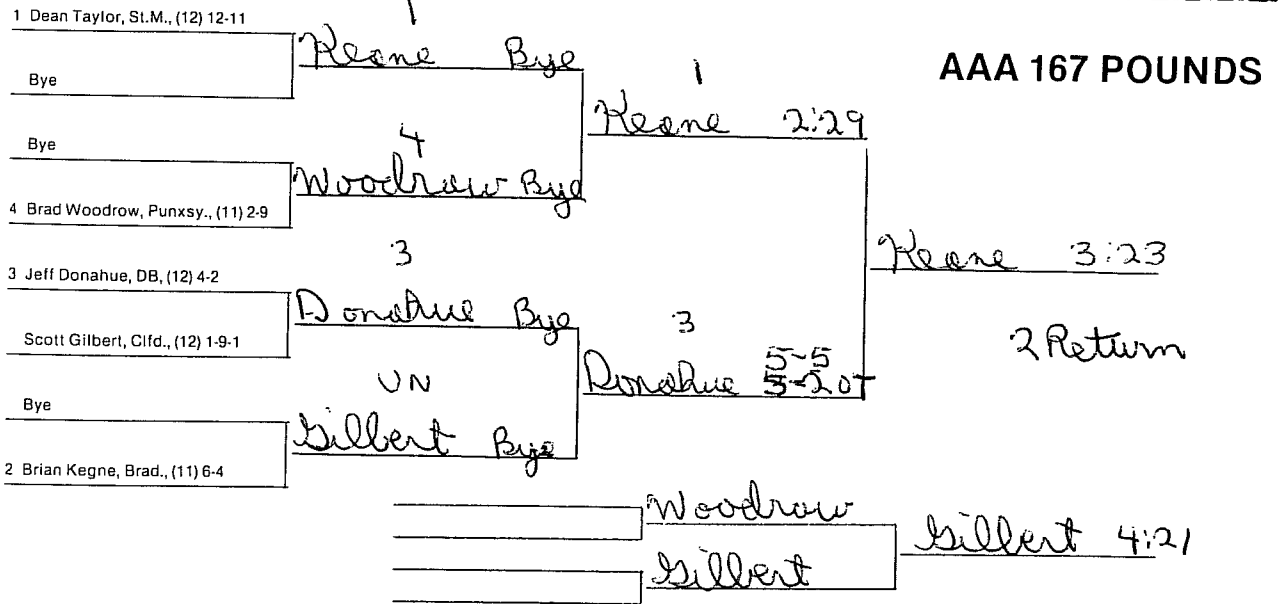 1 Dean Taylor, St.M., (12) 12-11
Bye
Bye
4 Brad Woodrow, Punxsy., (11) 2-9
3 Jeff Donahue, DB, (12) 4-2
Scott Gilbert, Clfd., (12) 1-9-1
Bye
2 Brian Kegne, Brad., (11) 6-4
1
Keane Bye
4
Woodrow Bye
3
Donahue Bye
UN
Gilbert Bye
1
Keane 2:29
3
5-5
Donahue 5-2 OT
Keane 3:23
2 Return
AAA 167 POUNDS
Woodrow
Gilbert
Gilbert 4:21